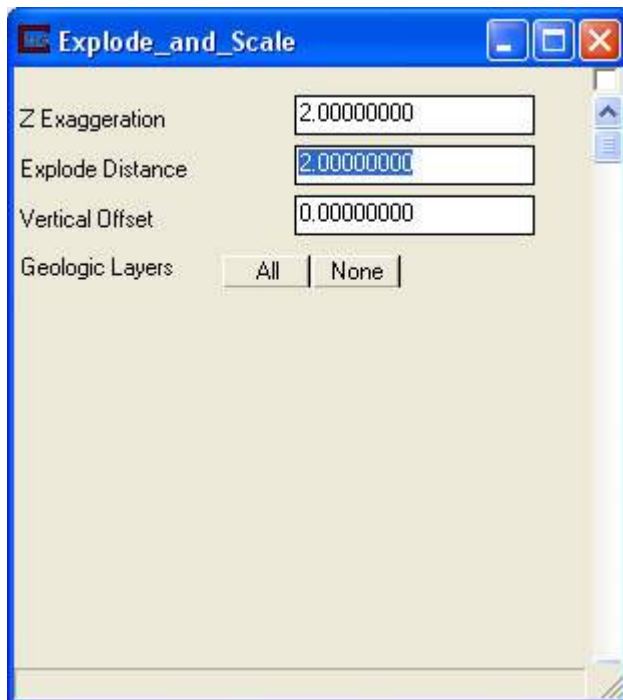 Explode_and_Scale
Z Exaggeration 2.00000000
Explode Distance 2.00000000
Vertical Offset 0.00000000
Geologic Layers All None